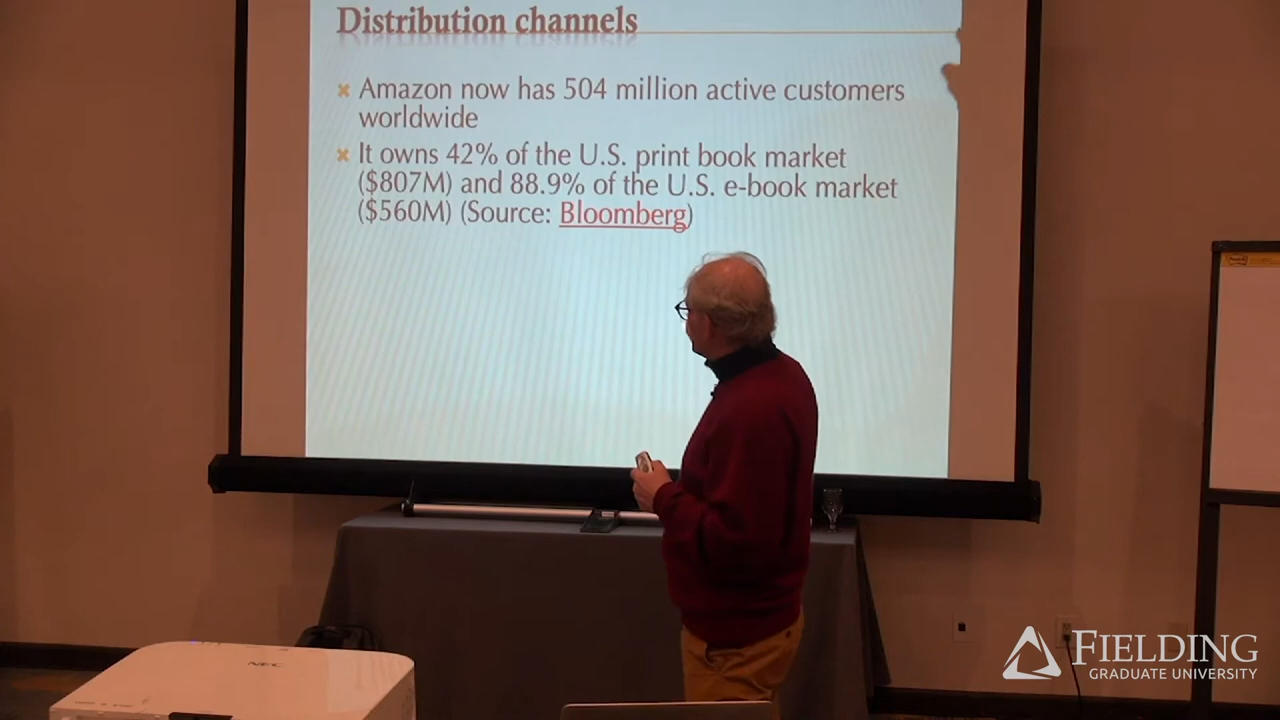 Distribution channels
Amazon now has 504 million active customers
worldwide
It owns 42% of the U.S. print book market
($807M) and 88.9% of the U.S. e-book market
($560M) (Source: Bloomberg)
NEC
FIELDING
GRADUATE UNIVERSITY